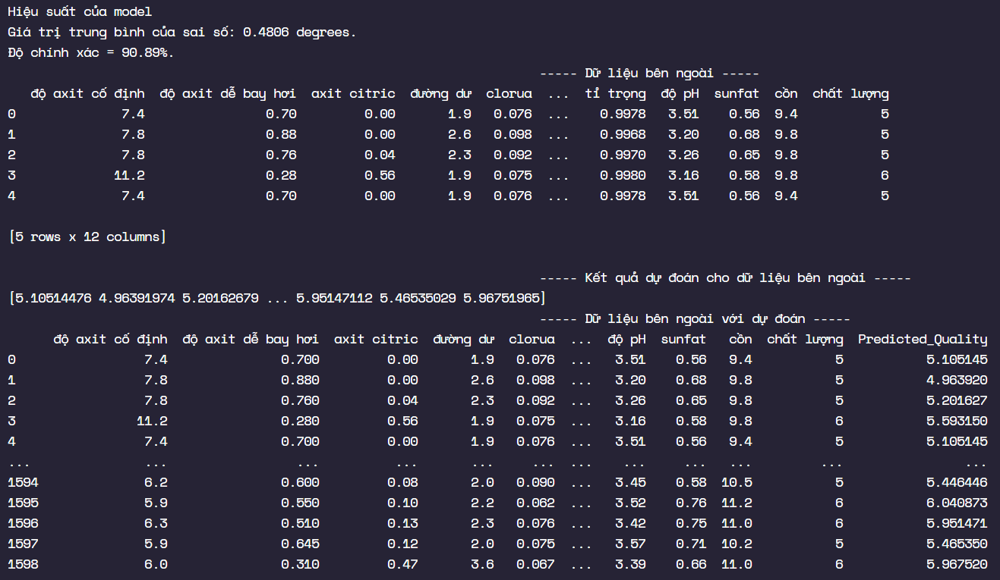 Hiệu suất của model
Giá trị trung bình của sai số: 0.4806 degrees.
Độ chính xác = 90.89%.
----- Dữ liệu bên ngoài -----
độ axit cố định độ axit dễ bay hơi axit citric đường dư clorua ... tỉ trọng độ pH sunfat cồn chất lượng
0 7.4 0.70 0.00 1.9 0.076 ... 0.9978 3.51 0.56 9.4 5
1 7.8 0.88 0.00 2.6 0.098 ... 0.9968 3.20 0.68 9.8 5
2 7.8 0.76 0.04 2.3 0.092 ... 0.9970 3.26 0.65 9.8 5
3 11.2 0.28 0.56 1.9 0.075 ... 0.9980 3.16 0.58 9.8 6
4 7.4 0.70 0.00 1.9 0.076 ... 0.9978 3.51 0.56 9.4 5
[5 rows x 12 columns]
----- Kết quả dự đoán cho dữ liệu bên ngoài -----
[5.10514476 4.96391974 5.20162679 ... 5.95147112 5.46535029 5.96751965]
----- Dữ liệu bên ngoài với dự đoán -----
độ axit cố định độ axit dễ bay hơi axit citric đường dư clorua ... độ pH sunfat cồn chất lượng Predicted_Quality
0 7.4 0.700 0.00 1.9 0.076 ... 3.51 0.56 9.4 5 5.105145
1 7.8 0.880 0.00 2.6 0.098 ... 3.20 0.68 9.8 5 4.963920
2 7.8 0.760 0.04 2.3 0.092 ... 3.26 0.65 9.8 5 5.201627
3 11.2 0.280 0.56 1.9 0.075 ... 3.16 0.58 9.8 6 5.593150
4 7.4 0.700 0.00 1.9 0.076 ... 3.51 0.56 9.4 5 5.105145
... ... ... ... ... ... ... ... ... ... ... ...
1594 6.2 0.600 0.08 2.0 0.090 ... 3.45 0.58 10.5 5 5.446446
1595 5.9 0.550 0.10 2.2 0.062 ... 3.52 0.76 11.2 6 6.040873
1596 6.3 0.510 0.13 2.3 0.076 ... 3.42 0.75 11.0 6 5.951471
1597 5.9 0.645 0.12 2.0 0.075 ... 3.57 0.71 10.2 5 5.465350
1598 6.0 0.310 0.47 3.6 0.067 ... 3.39 0.66 11.0 6 5.967520